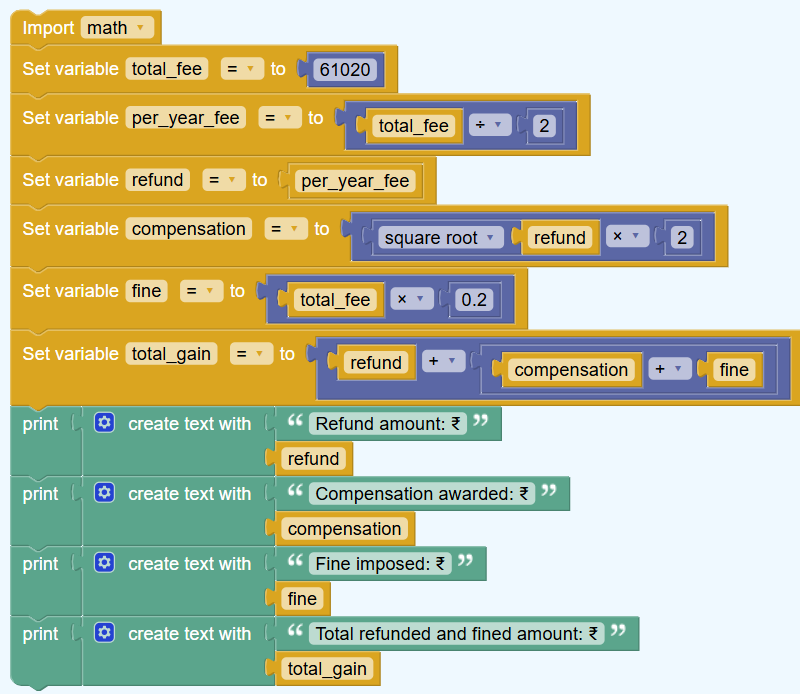 Import math
Set variable total_fee = to 61020
Set variable per_year_fee = to total_fee ÷ 2
Set variable refund = to per_year_fee
Set variable compensation = to square root refund × 2
Set variable fine = to total_fee × 0.2
Set variable total_gain = to refund + compensation + fine
print create text with “ Refund amount: ₹ ”
refund
print create text with “ Compensation awarded: ₹ ”
compensation
print create text with “ Fine imposed: ₹ ”
fine
print create text with “ Total refunded and fined amount: ₹ ”
total_gain